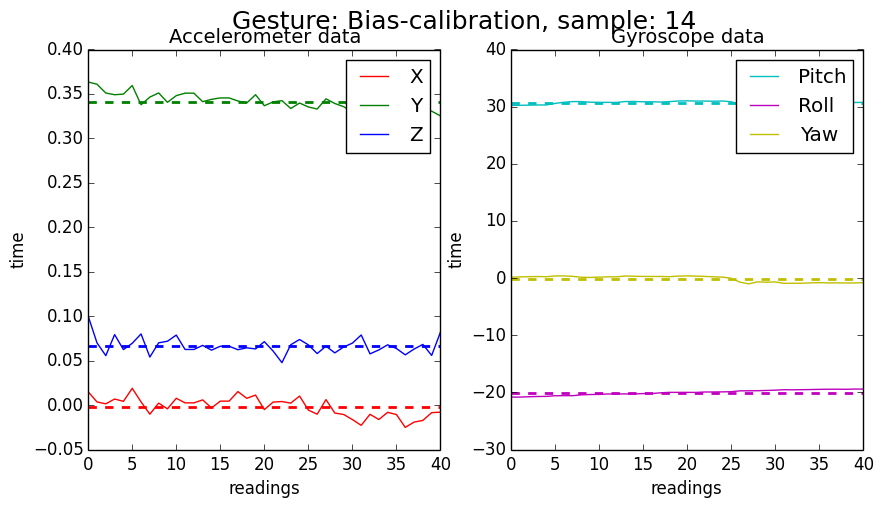 Gesture: Bias-calibration, sample: 14
Accelerometer data
0.40
0.35
0.30
0.25
0.20
0.15
0.10
0.05
0.00
−0.05
time
0 5 10 15 20 25 30 35 40
readings
X
Y
Z
Gyroscope data
40
30
20
10
0
−10
−20
−30
time
0 5 10 15 20 25 30 35 40
readings
Pitch
Roll
Yaw